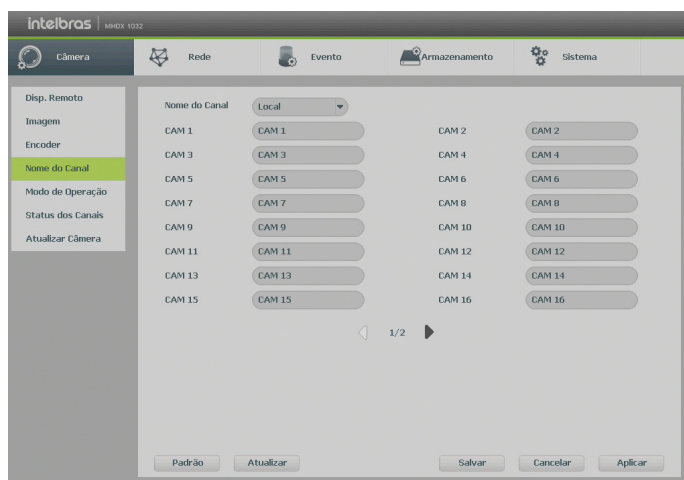 intelbras | MHDX 1032
Câmera Rede Evento Armazenamento Sistema
Disp. Remoto
Imagem
Encoder
Nome do Canal
Modo de Operação
Status dos Canais
Atualizar Câmera
Nome do Canal Local
CAM 1 CAM 1 CAM 2 CAM 2
CAM 3 CAM 3 CAM 4 CAM 4
CAM 5 CAM 5 CAM 6 CAM 6
CAM 7 CAM 7 CAM 8 CAM 8
CAM 9 CAM 9 CAM 10 CAM 10
CAM 11 CAM 11 CAM 12 CAM 12
CAM 13 CAM 13 CAM 14 CAM 14
CAM 15 CAM 15 CAM 16 CAM 16
1/2
Padrão Atualizar Salvar Cancelar Aplicar